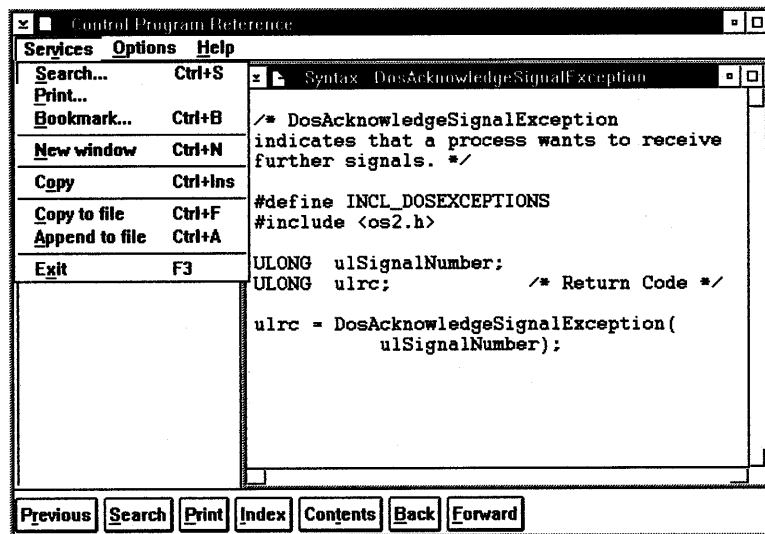 Control Program Reference
Services Options Help
Search... Ctrl+S
Print...
Bookmark... Ctrl+B
New window Ctrl+N
Copy Ctrl+Ins
Copy to file Ctrl+F
Append to file Ctrl+A
Exit F3
Syntax DosAcknowledgeSignalException
/* DosAcknowledgeSignalException
indicates that a process wants to receive
further signals. */
#define INCL_DOSEXCEPTIONS
#include <os2.h>
ULONG ulSignalNumber;
ULONG ulrc; /* Return Code */
ulrc = DosAcknowledgeSignalException(
ulSignalNumber);
Previous Search Print Index Contents Back Forward